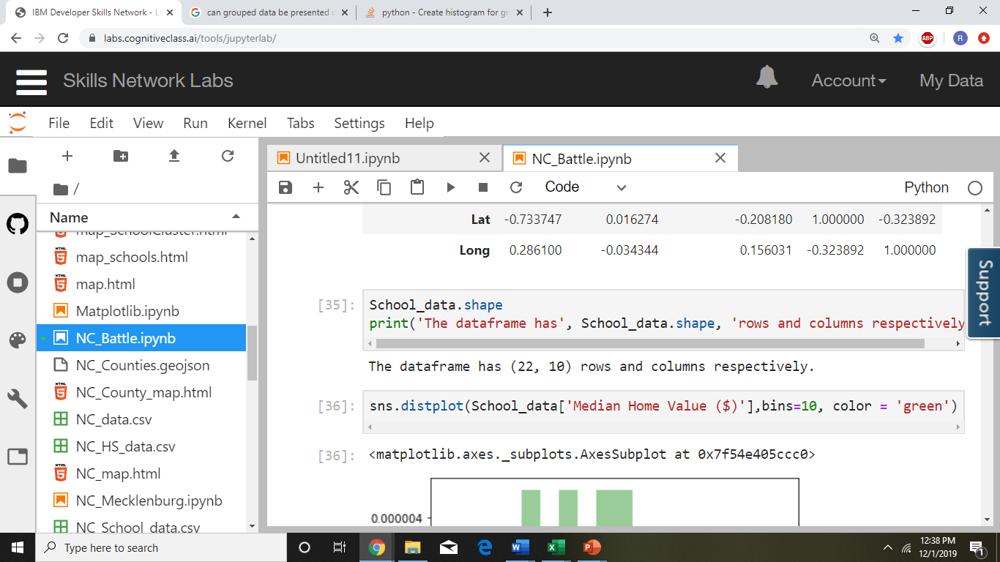 IBM Developer Skills Network - L
can grouped data be presented
python - Create histogram for gr
labs.cognitiveclass.ai/tools/jupyterlab/
ABP
R
Skills Network Labs
Account
My Data
File Edit View Run Kernel Tabs Settings Help
Untitled11.ipynb
NC_Battle.ipynb
/
Code
Python
Name
map_SchoolCluster.html
map_schools.html
map.html
Matplotlib.ipynb
NC_Battle.ipynb
NC_Counties.geojson
NC_County_map.html
NC_data.csv
NC_HS_data.csv
NC_map.html
NC_Mecklenburg.ipynb
NC_School_data.csv
Lat -0.733747 0.016274 -0.208180 1.000000 -0.323892
Long 0.286100 -0.034344 0.156031 -0.323892 1.000000
[35]: School_data.shape
print('The dataframe has', School_data.shape, 'rows and columns respectively
The dataframe has (22, 10) rows and columns respectively.
[36]: sns.distplot(School_data['Median Home Value ($)'],bins=10, color = 'green')
[36]: <matplotlib.axes._subplots.AxesSubplot at 0x7f54e405ccc0>
0.000004
Support
Type here to search
12:38 PM
12/1/2019
1